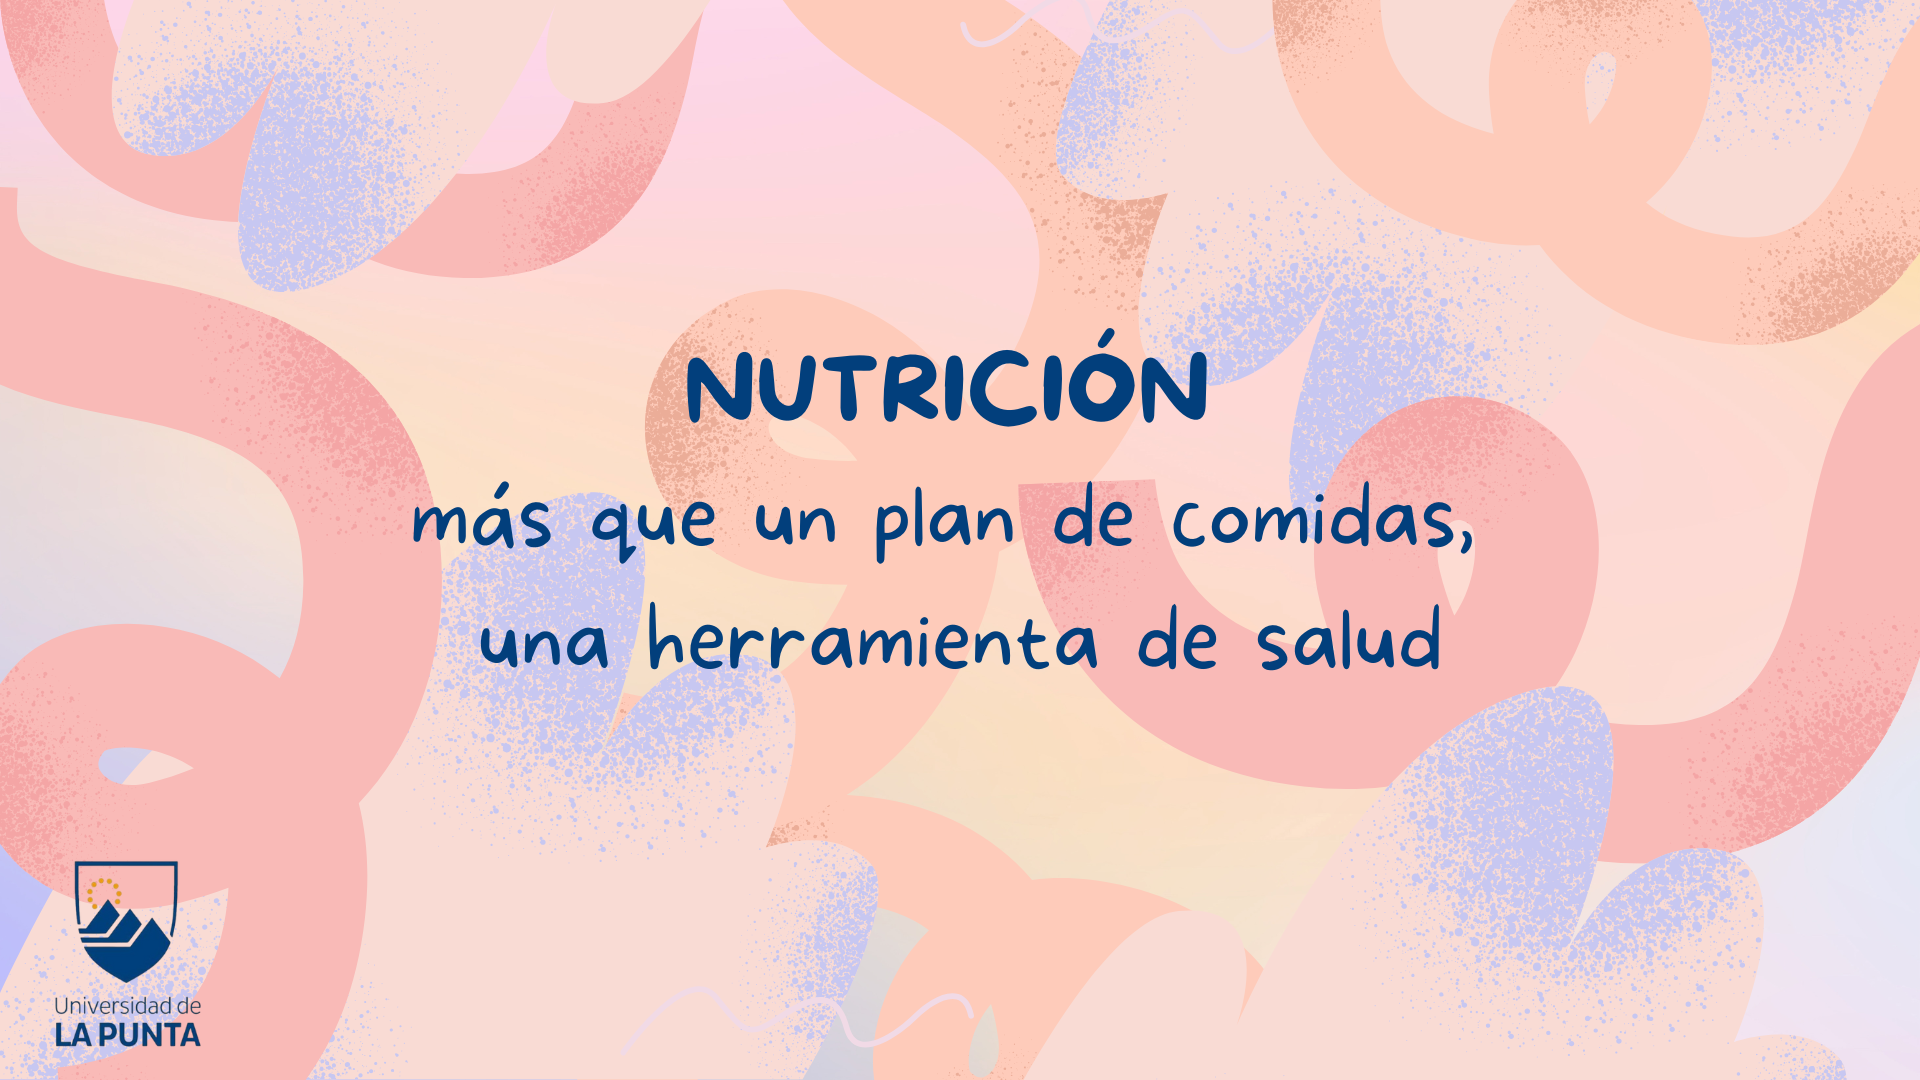 NUTRICIÓN
más que un plan de comidas,
una herramienta de salud
Universidad de
LA PUNTA